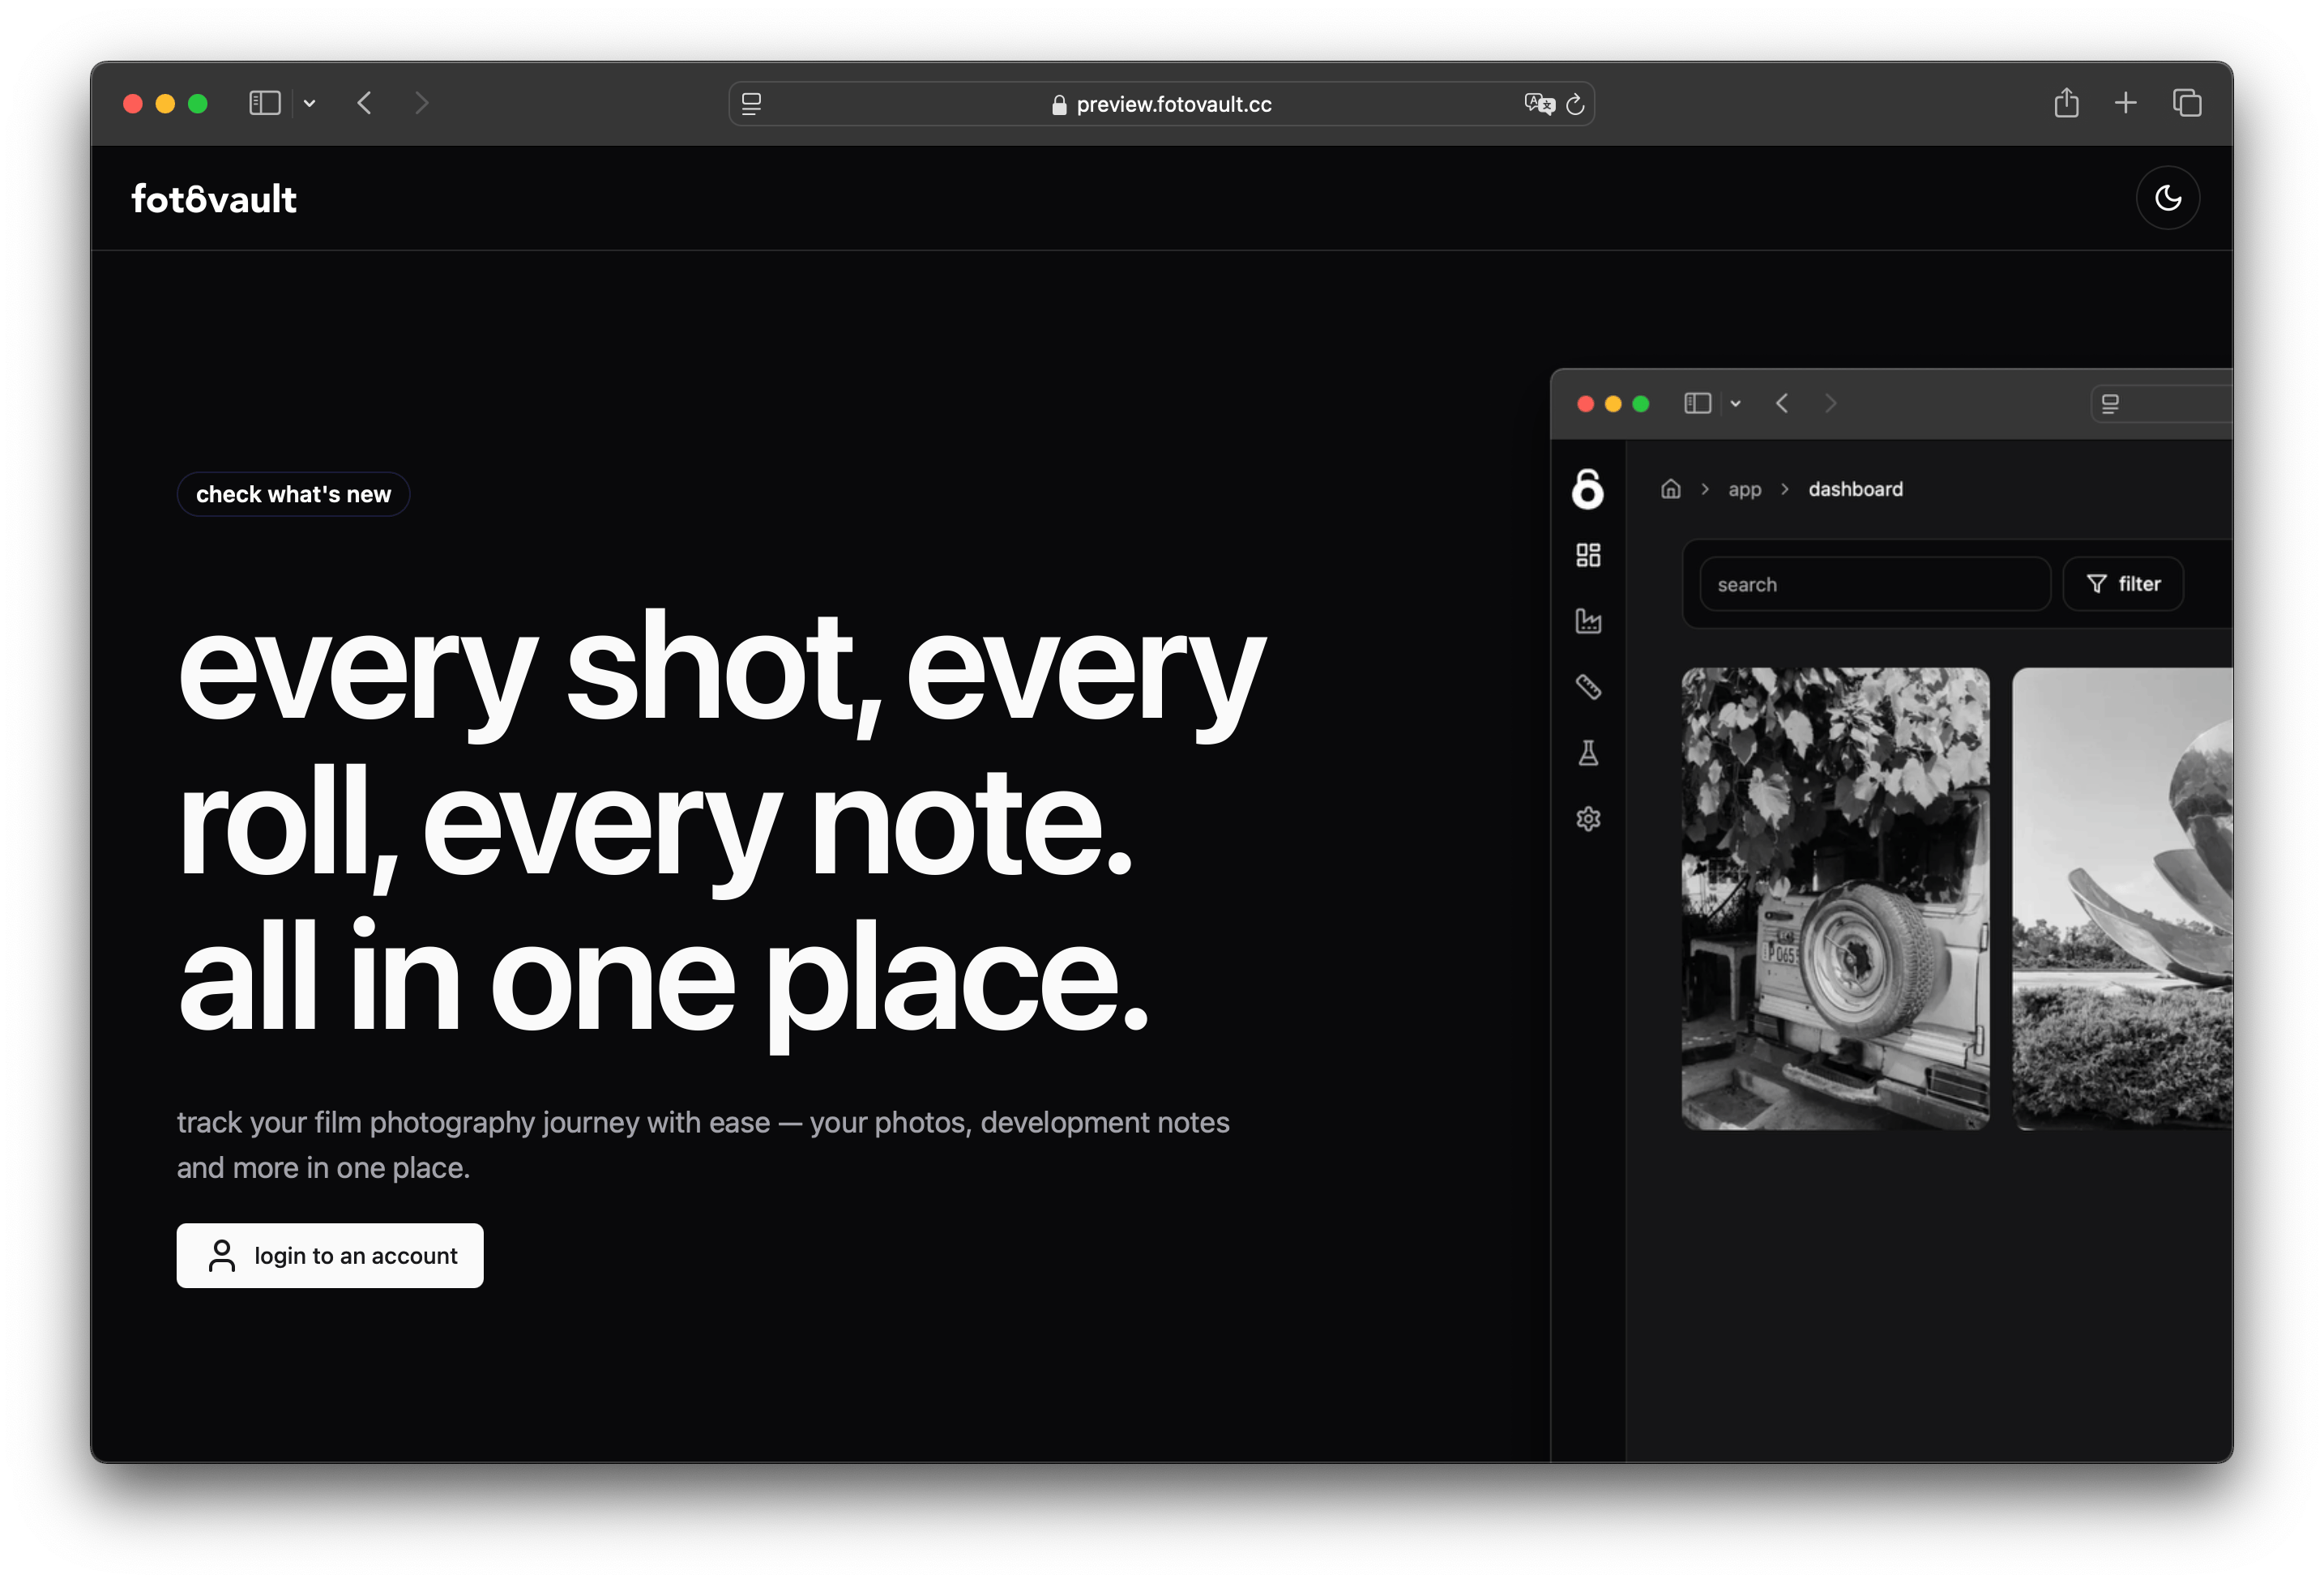 preview.fotovault.cc
fotovault
check what's new
every shot, every
roll, every note.
all in one place.
track your film photography journey with ease — your photos, development notes
and more in one place.
login to an account
app
dashboard
search
filter